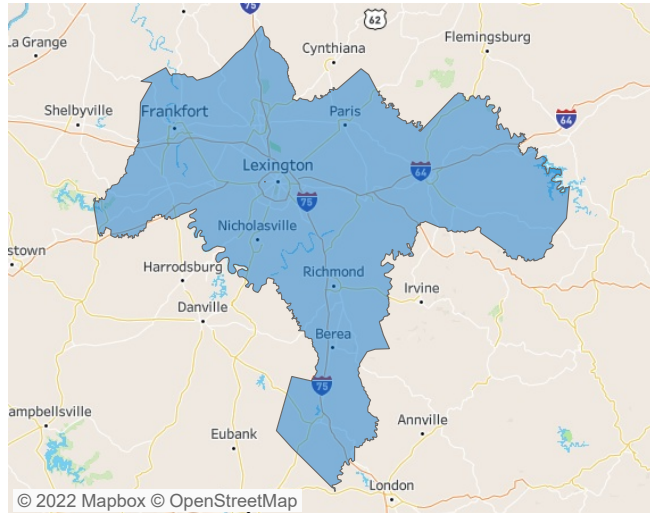 75
62
La Grange
Cynthiana
Flemingsburg
Shelbyville
Frankfort
Paris
64
Lexington
64
75
Nicholasville
stown
Harrodsburg
Richmond
Irvine
Danville
Berea
75
Campbellsville
Annville
Eubank
London
© 2022 Mapbox © OpenStreetMap